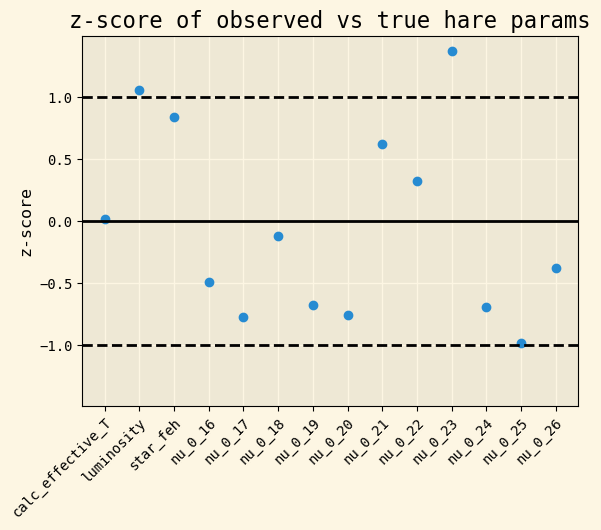 z-score of observed vs true hare params
z-score
1.0
0.5
0.0
−0.5
−1.0
calc_effective_T
luminosity
star_feh
nu_0_16
nu_0_17
nu_0_18
nu_0_19
nu_0_20
nu_0_21
nu_0_22
nu_0_23
nu_0_24
nu_0_25
nu_0_26